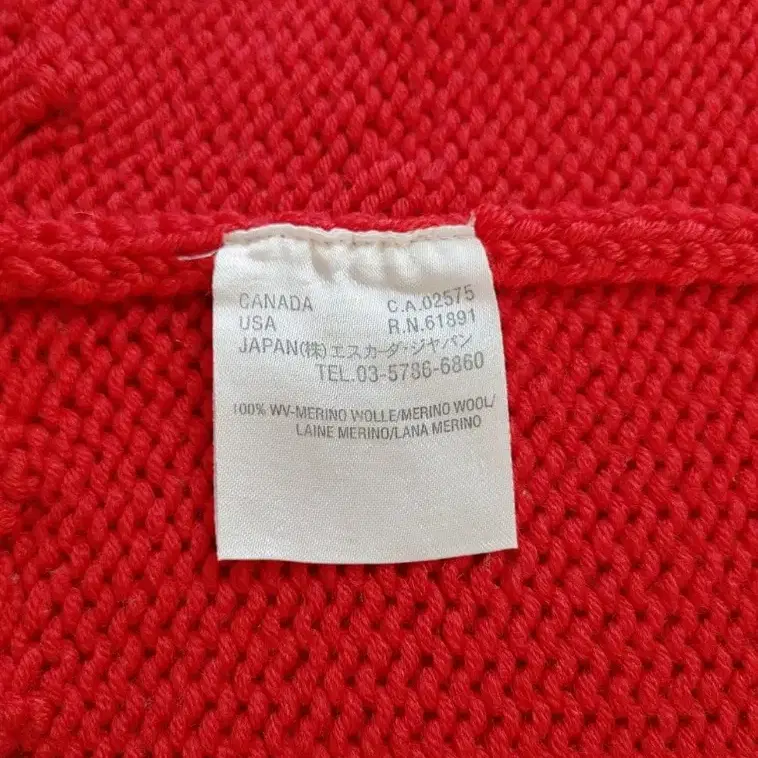 CANADA C.A.02575
USA R.N.61891
JAPAN(株)エスカーダ・ジャパン
TEL.03-5786-6860
100% WV-MERINO WOLLE/MERINO WOOL/
LAINE MERINO/LANA MERINO